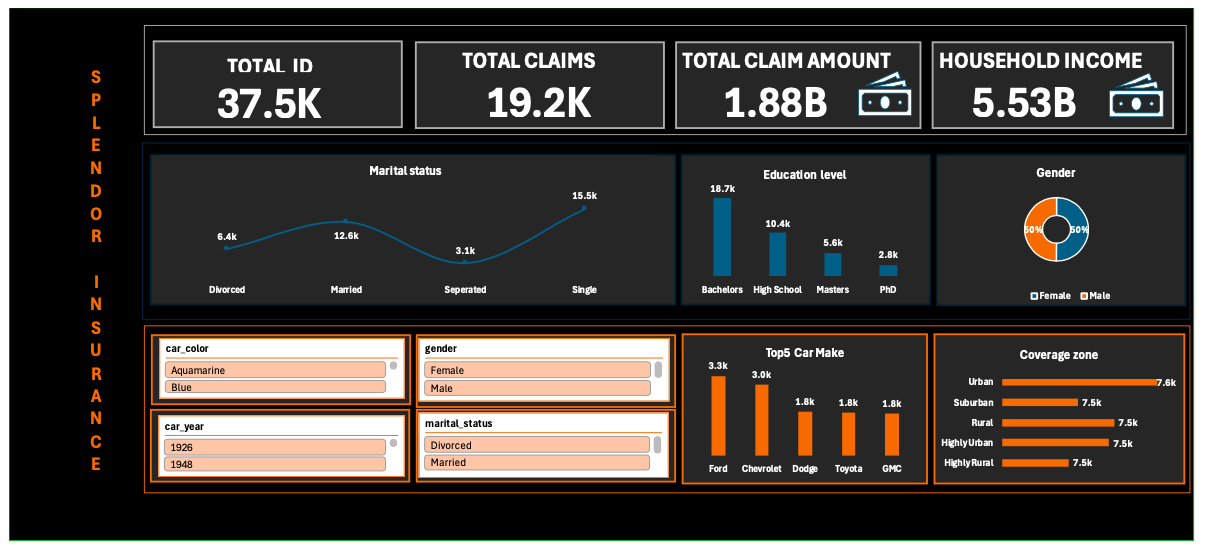 SPLENDOR INSURANCE
TOTAL ID
37.5K
TOTAL CLAIMS
19.2K
TOTAL CLAIM AMOUNT
1.88B
HOUSEHOLD INCOME
5.53B
Marital status
6.4k
12.6k
3.1k
15.5k
Divorced Married Seperated Single
Education level
18.7k
10.4k
5.6k
2.8k
Bachelors High School Masters PhD
Gender
50% 50%
Female Male
car_color
Aquamarine
Blue
gender
Female
Male
car_year
1926
1948
marital_status
Divorced
Married
Top5 Car Make
3.3k
3.0k
1.8k 1.8k 1.8k
Ford Chevrolet Dodge Toyota GMC
Coverage zone
Urban 7.6k
Suburban 7.5k
Rural 7.5k
Highly Urban 7.5k
Highly Rural 7.5k